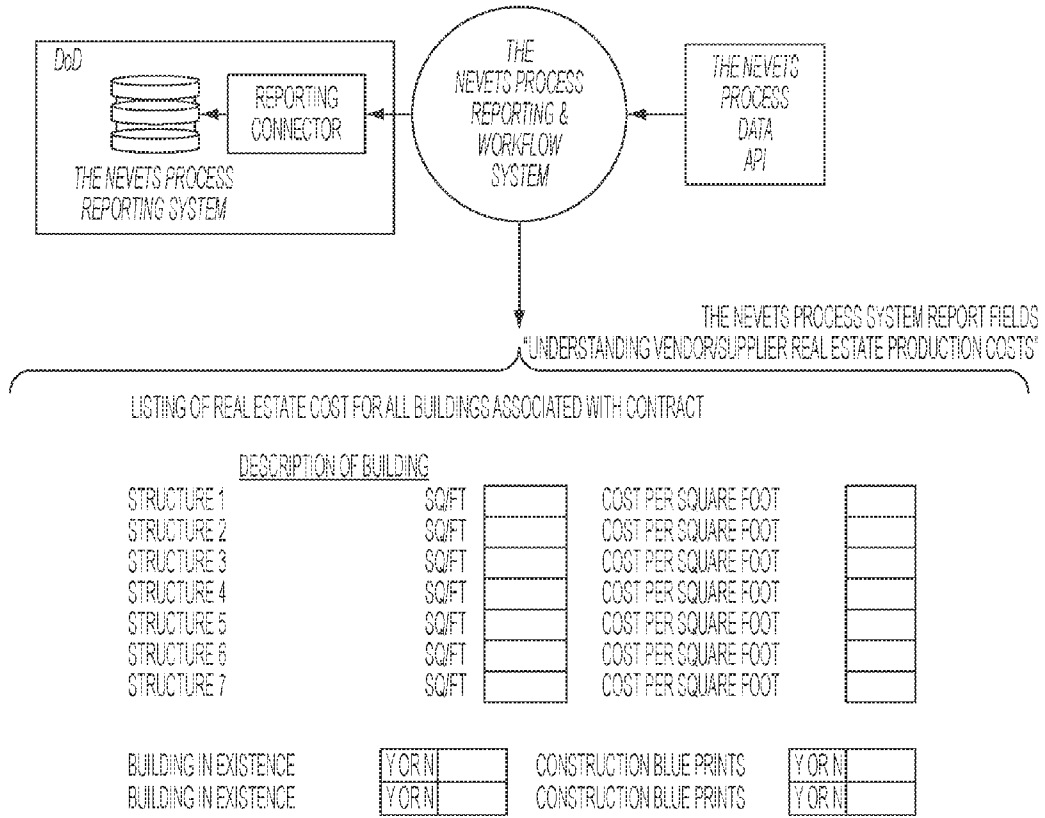 DoD
REPORTING
CONNECTOR
THE NEVETS PROCESS
REPORTING SYSTEM
THE
NEVETS PROCESS
REPORTING &
WORKFLOW
SYSTEM
THE NEVETS
PROCESS
DATA
API
THE NEVETS PROCESS SYSTEM REPORT FIELDS
"UNDERSTANDING VENDOR/SUPPLIER REAL ESTATE PRODUCTION COSTS"
LISTING OF REAL ESTATE COST FOR ALL BUILDINGS ASSOCIATED WITH CONTRACT
DESCRIPTION OF BUILDING
STRUCTURE 1 SQ/FT COST PER SQUARE FOOT
STRUCTURE 2 SQ/FT COST PER SQUARE FOOT
STRUCTURE 3 SQ/FT COST PER SQUARE FOOT
STRUCTURE 4 SQ/FT COST PER SQUARE FOOT
STRUCTURE 5 SQ/FT COST PER SQUARE FOOT
STRUCTURE 6 SQ/FT COST PER SQUARE FOOT
STRUCTURE 7 SQ/FT COST PER SQUARE FOOT
BUILDING IN EXISTENCE Y OR N CONSTRUCTION BLUE PRINTS Y OR N
BUILDING IN EXISTENCE Y OR N CONSTRUCTION BLUE PRINTS Y OR N